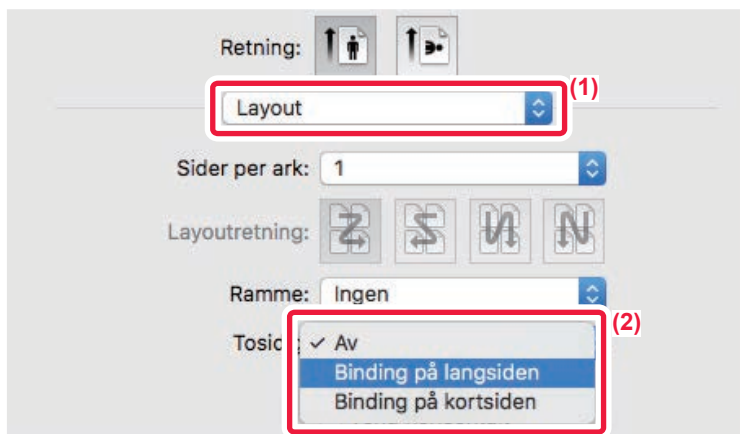 Retning:
(1)
Layout
Sider per ark: 1
Layoutretning:
Ramme: Ingen
(2)
✓ Av
Binding på langsiden
Binding på kortsiden